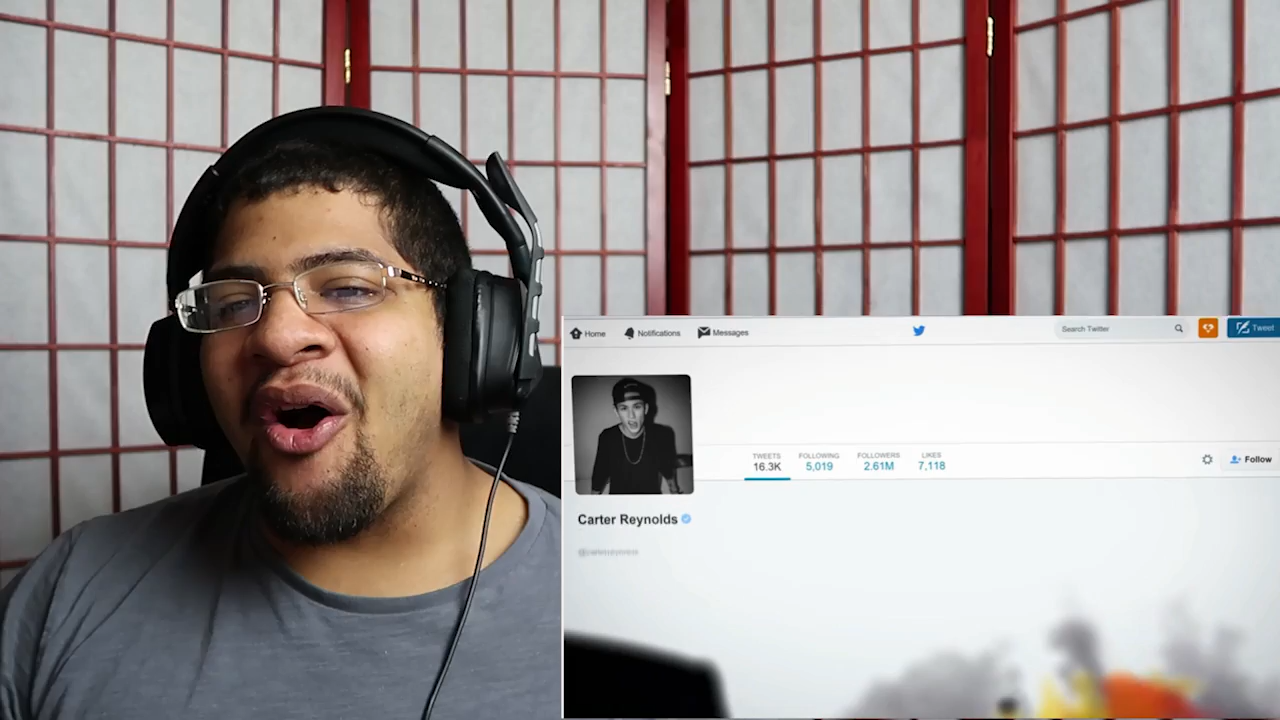 Home Notifications Messages Search Twitter Tweet
TWEETS FOLLOWING FOLLOWERS LIKES
16.3K 5,019 2.61M 7,118
Follow
Carter Reynolds